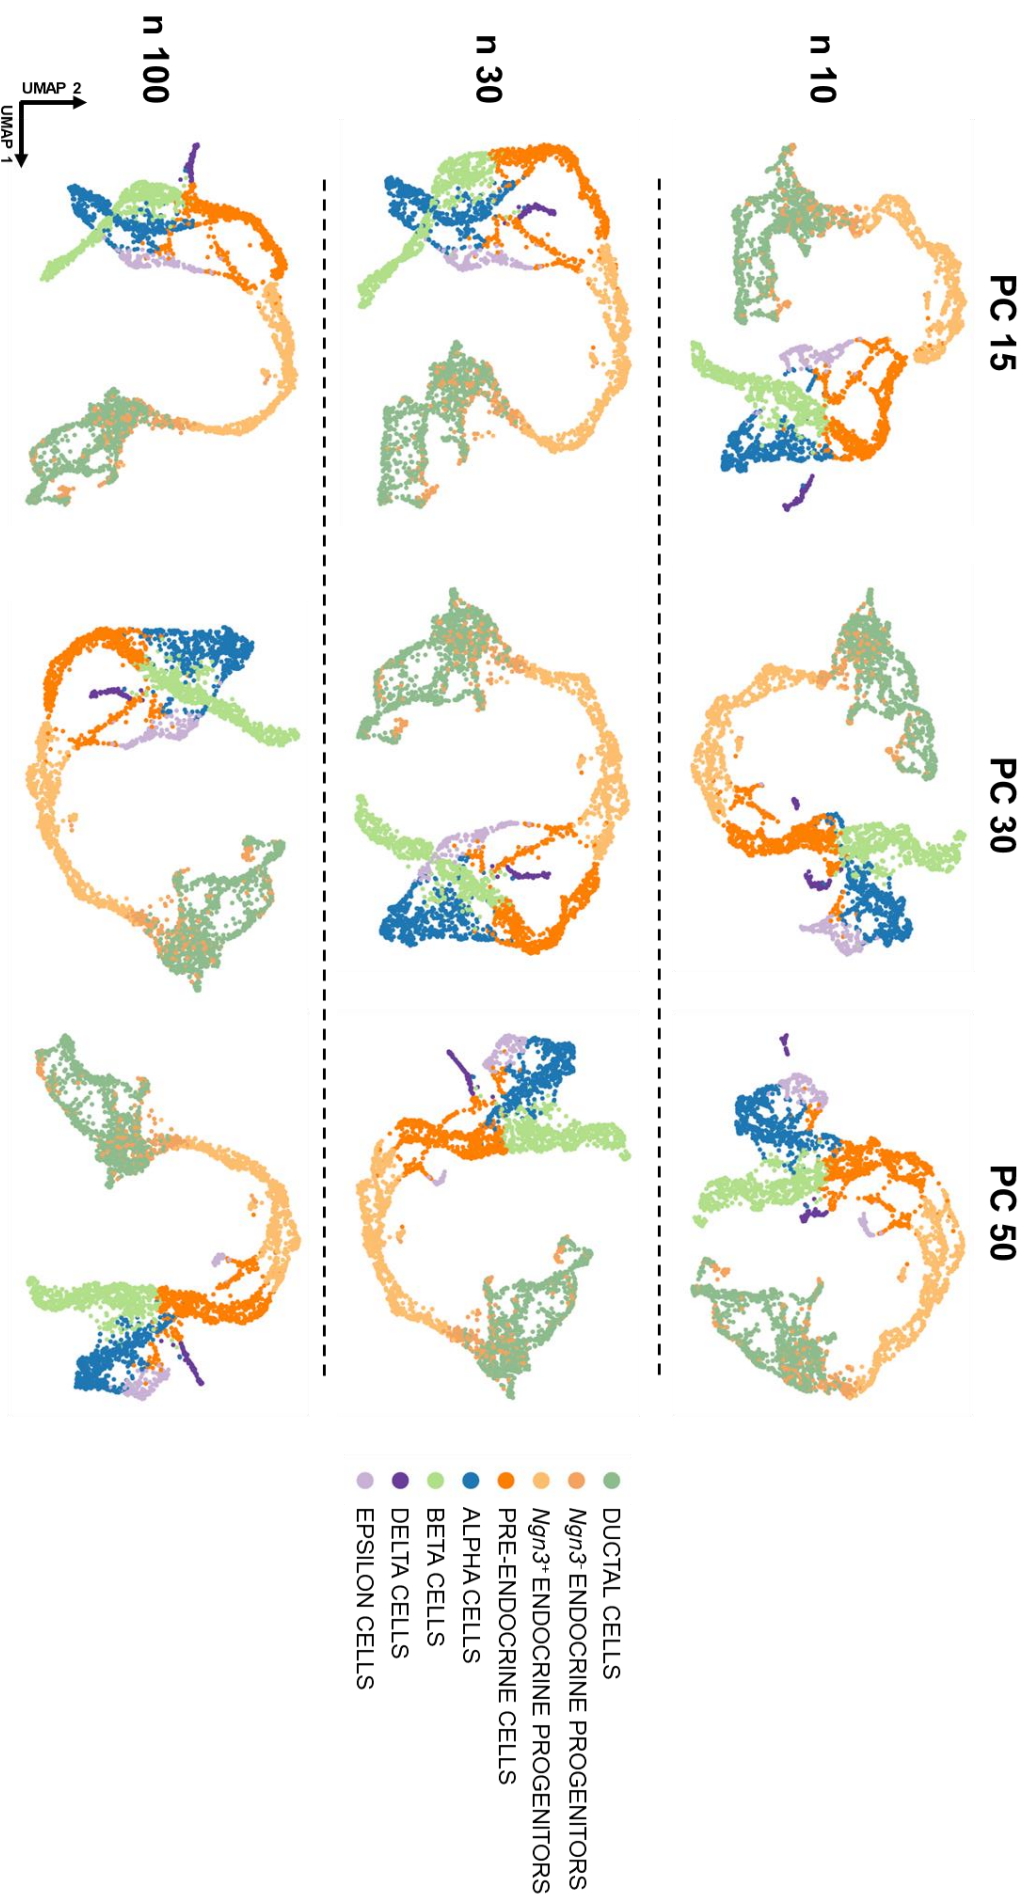 PC 15
PC 30
PC 50
n 10
n 30
n 100
UMAP 2
UMAP 1
DUCTAL CELLS
Ngn3- ENDOCRINE PROGENITORS
Ngn3+ ENDOCRINE PROGENITORS
PRE-ENDOCRINE CELLS
ALPHA CELLS
BETA CELLS
DELTA CELLS
EPSILON CELLS